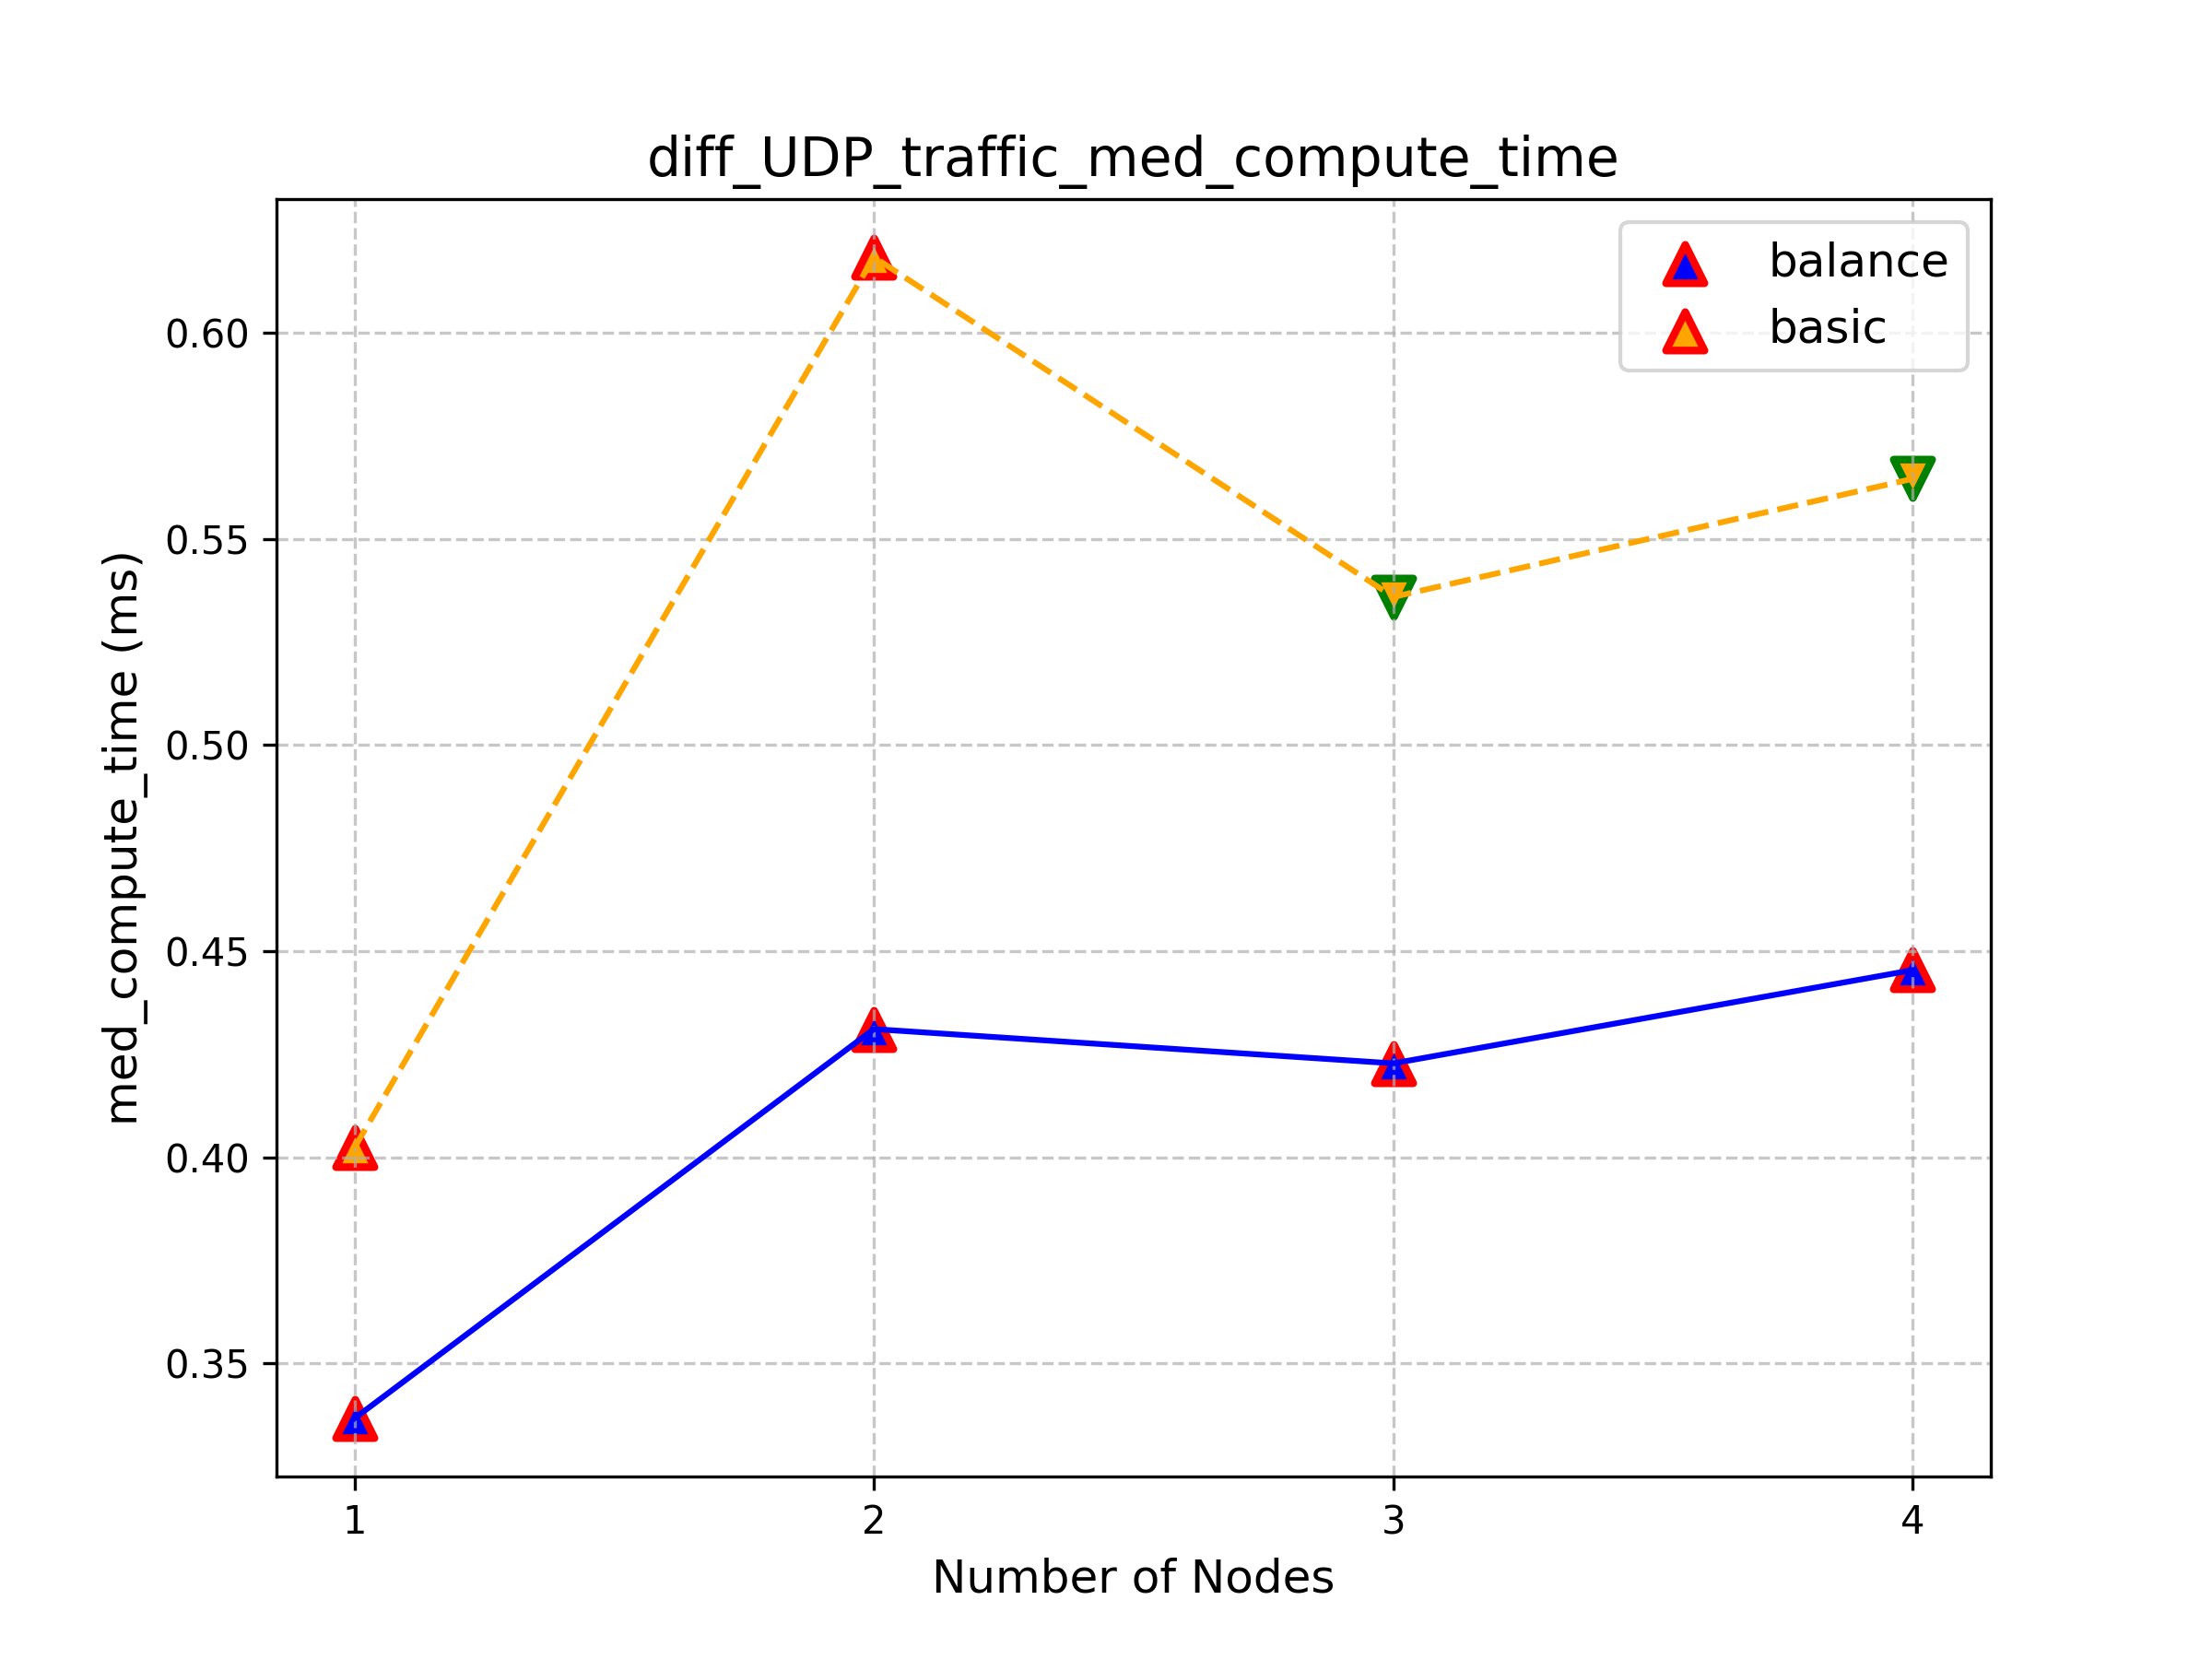 diff_UDP_traffic_med_compute_time
balance
basic
med_compute_time (ms)
0.60
0.55
0.50
0.45
0.40
0.35
1
2
3
4
Number of Nodes